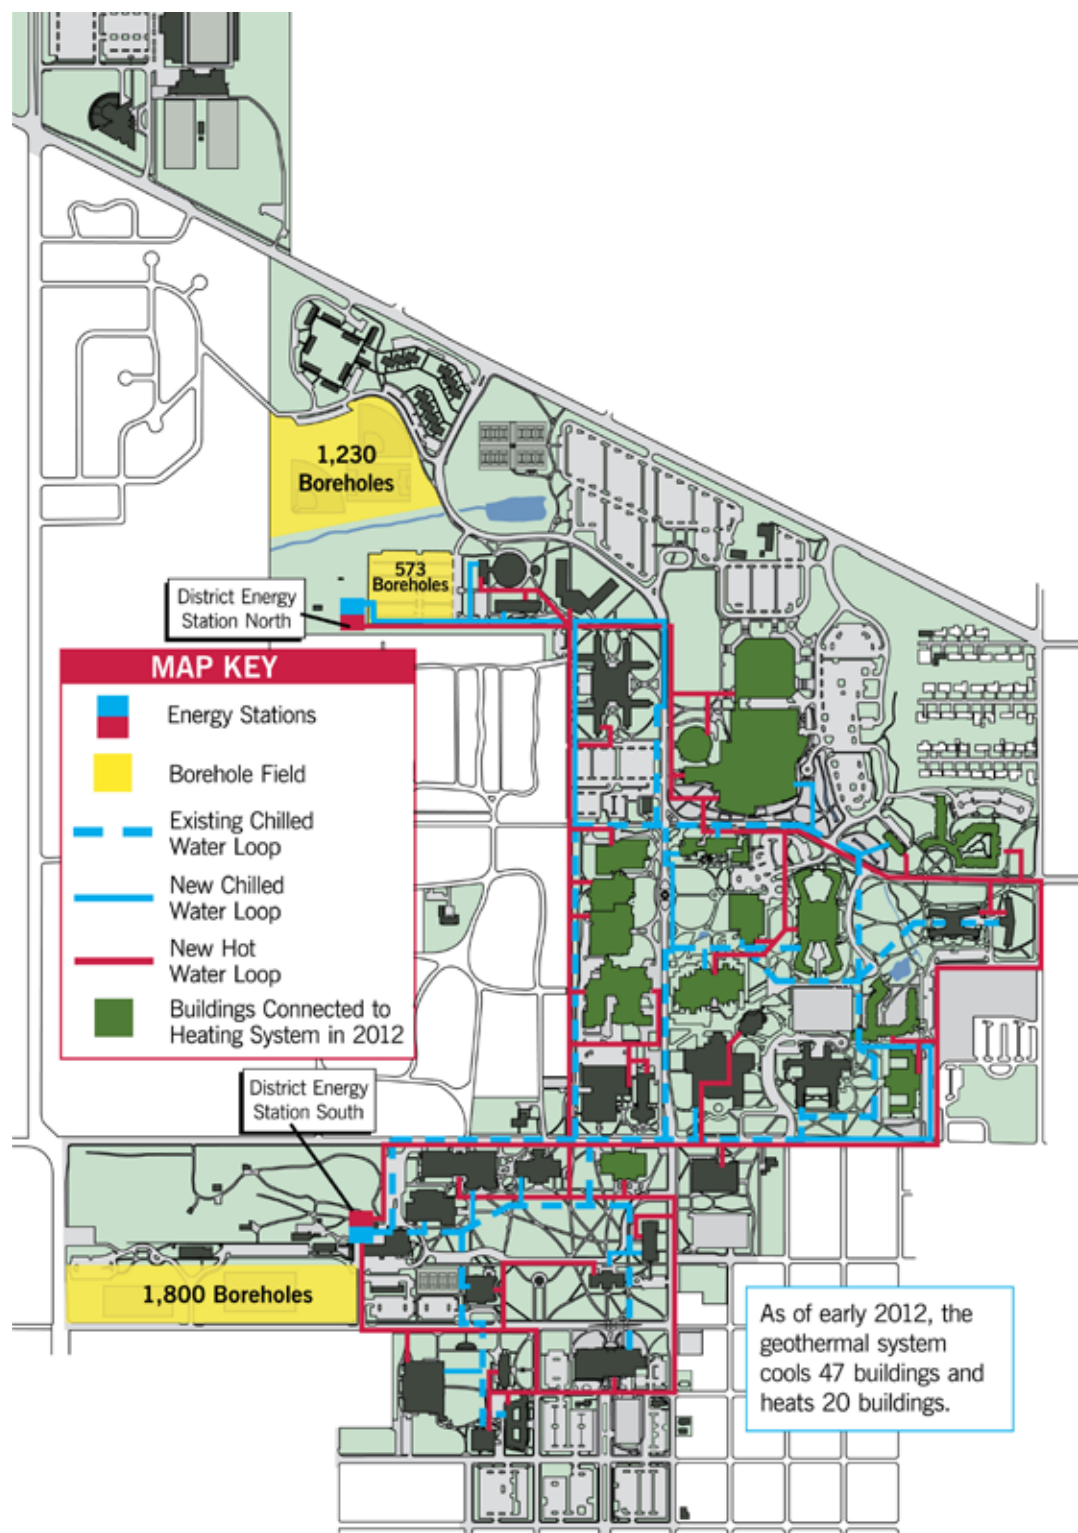 1,230
Boreholes
573
Boreholes
District Energy
Station North
MAP KEY
Energy Stations
Borehole Field
Existing Chilled
Water Loop
New Chilled
Water Loop
New Hot
Water Loop
Buildings Connected to
Heating System in 2012
District Energy
Station South
1,800 Boreholes
As of early 2012, the
geothermal system
cools 47 buildings and
heats 20 buildings.